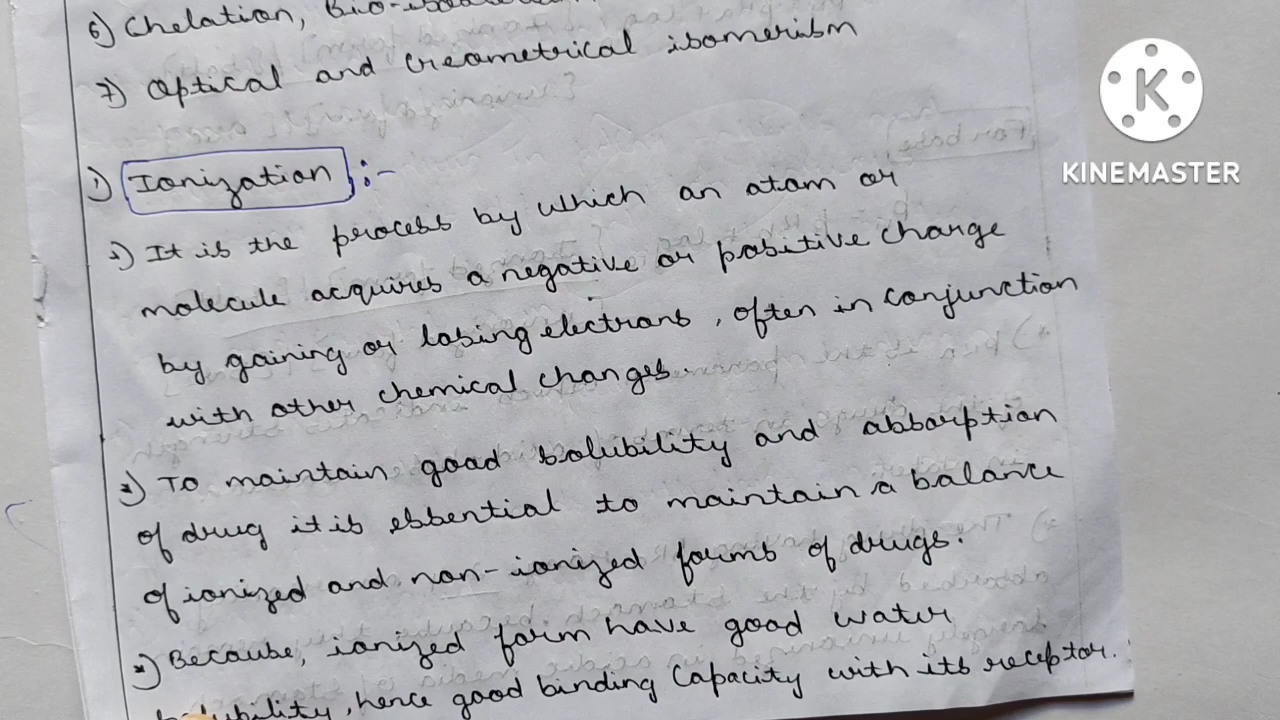 6) Chelation, Bio-
7) Optical and Geometrical isomerism
1) Ionization :-
*) It is the process by which an atom or
molecule acquires a negative or positive charge
by gaining or losing electrons, often in conjunction
with other chemical changes.
*) To maintain good solubility and absorption
of drug it is essential to maintain a balance
of ionized and non-ionized forms of drugs.
*) Because, ionized form have good water
solubility, hence good binding Capacity with its receptor.
K
KINEMASTER